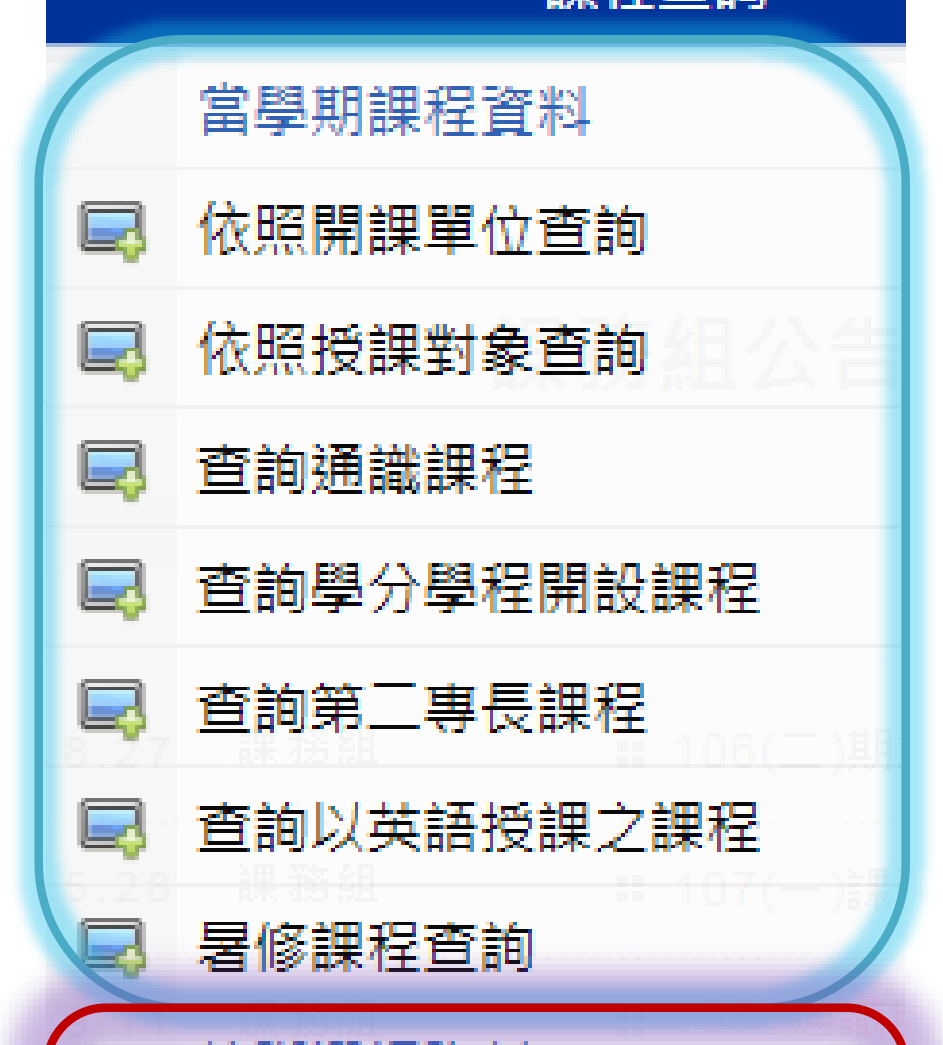 課程查詢
當學期課程資料
依照開課單位查詢
依照授課對象查詢
課務組公告
查詢通識課程
查詢學分學程開設課程
查詢第二專長課程
8.27 課務組 106(二)期
查詢以英語授課之課程
5.28 課務組 107(一)課
暑修課程查詢